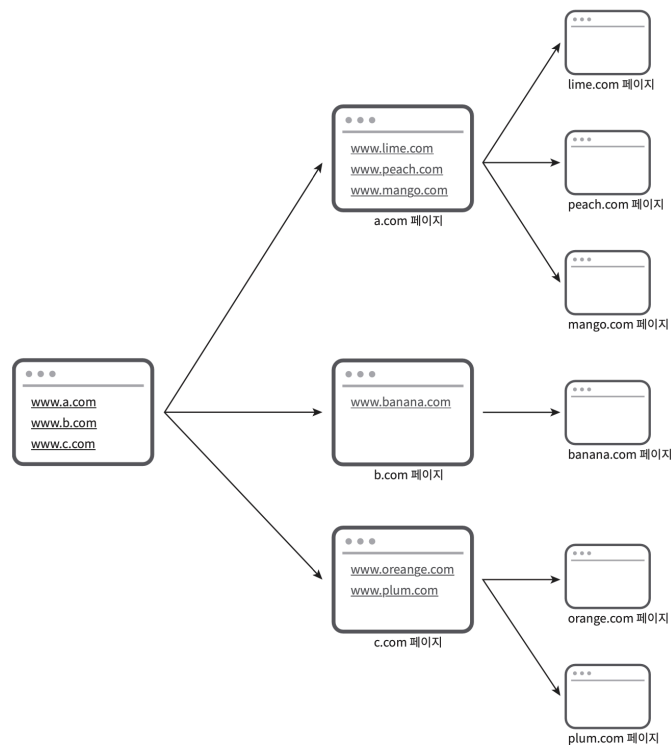 www.a.com
www.b.com
www.c.com
www.lime.com
www.peach.com
www.mango.com
a.com 페이지
www.banana.com
b.com 페이지
www.oreange.com
www.plum.com
c.com 페이지
lime.com 페이지
peach.com 페이지
mango.com 페이지
banana.com 페이지
orange.com 페이지
plum.com 페이지